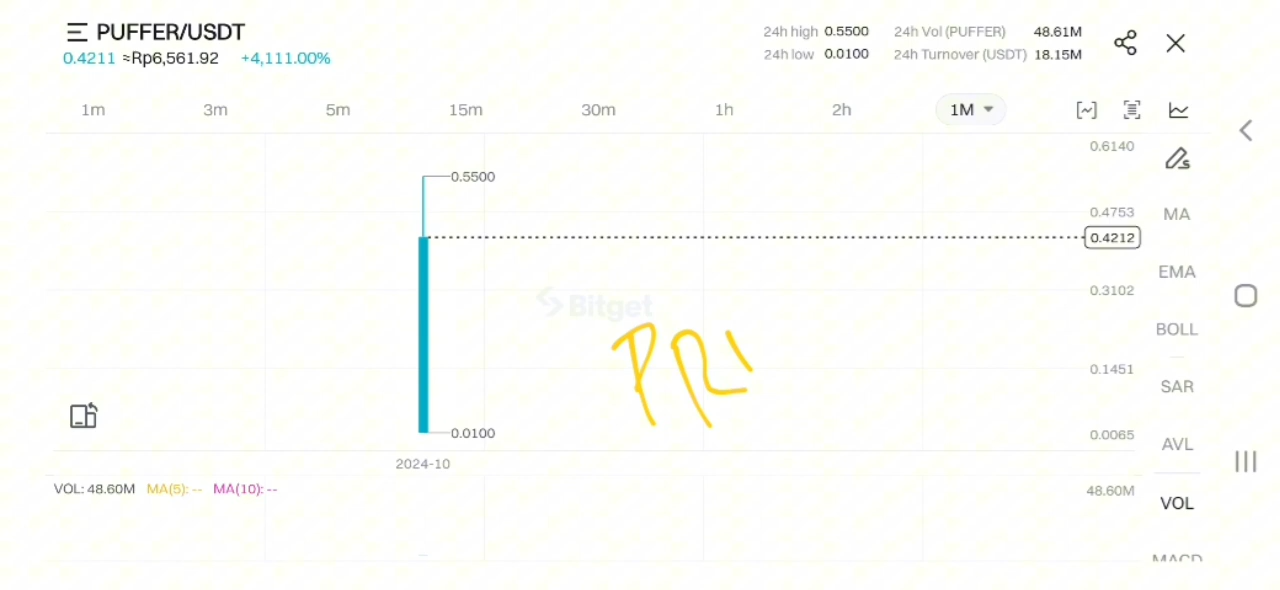 PUFFER/USDT
0.4211 ≈Rp6,561.92 +4,111.00%
24h high 0.5500 24h Vol (PUFFER) 48.61M
24h low 0.0100 24h Turnover (USDT) 18.15M
1m 3m 5m 15m 30m 1h 2h 1M
0.6140
0.5500
0.4753
0.4212
0.3102
0.1451
0.0100
0.0065
2024-10
Bitget
MA
EMA
BOLL
SAR
AVL
VOL
MACD
VOL: 48.60M MA(5): -- MA(10): --
48.60M